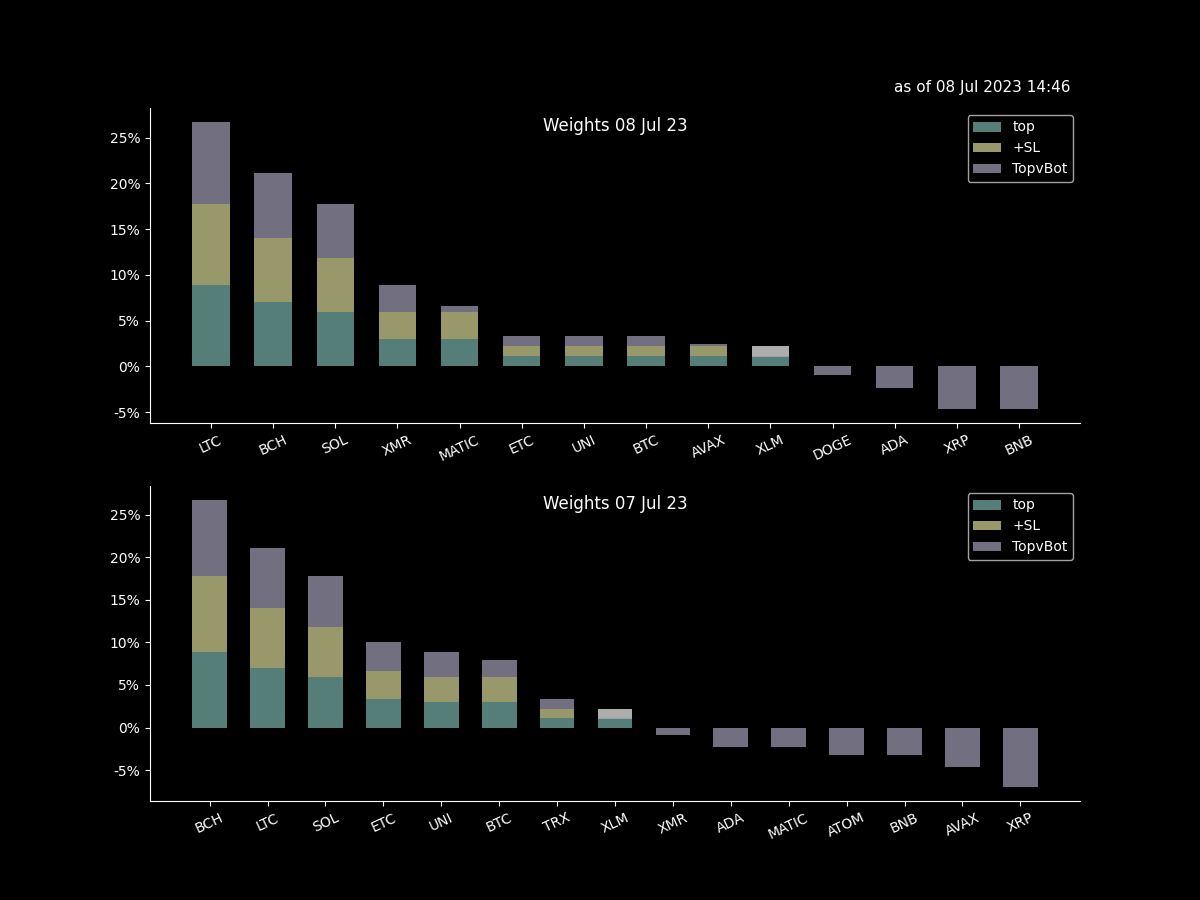 as of 08 Jul 2023 14:46
Weights 08 Jul 23
top
+SL
TopvBot
25%
20%
15%
10%
5%
0%
-5%
LTC BCH SOL XMR MATIC ETC UNI BTC AVAX XLM DOGE ADA XRP BNB
Weights 07 Jul 23
top
+SL
TopvBot
25%
20%
15%
10%
5%
0%
-5%
BCH LTC SOL ETC UNI BTC TRX XLM XMR ADA MATIC ATOM BNB AVAX XRP